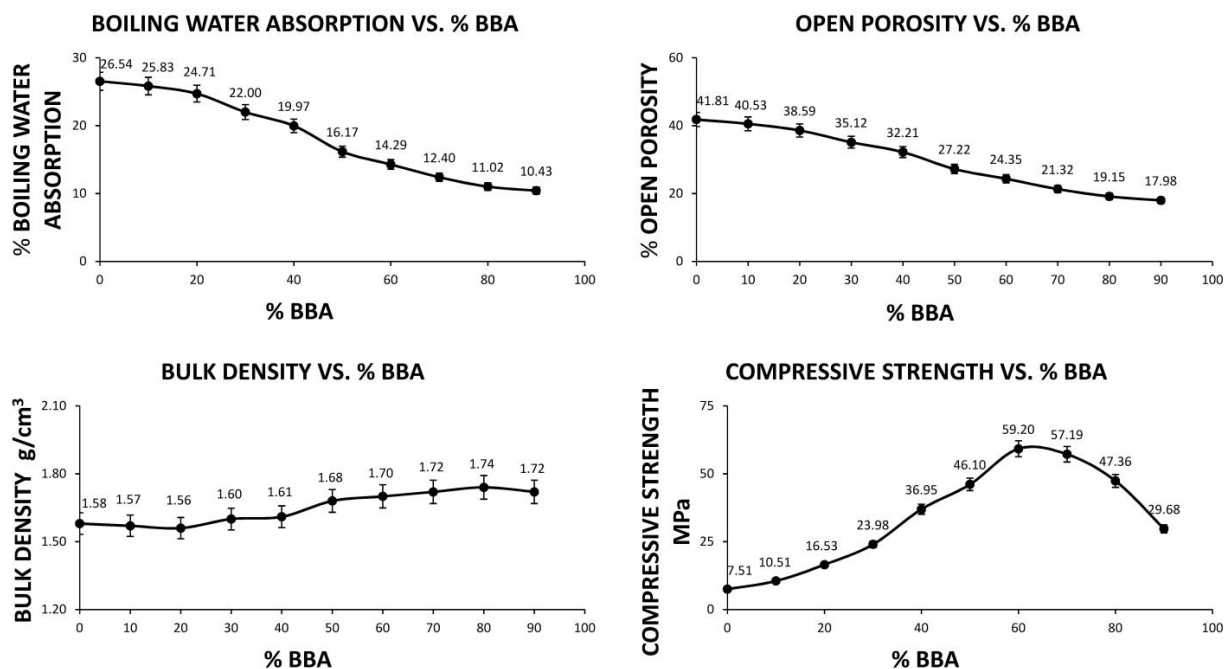 BOILING WATER ABSORPTION VS. % BBA
% BOILING WATER
ABSORPTION
30
20
10
0
26.54 25.83 24.71 22.00 19.97 16.17 14.29 12.40 11.02 10.43
0 20 40 60 80 100
% BBA
OPEN POROSITY VS. % BBA
% OPEN POROSITY
60
40
20
0
41.81 40.53 38.59 35.12 32.21 27.22 24.35 21.32 19.15 17.98
0 10 20 30 40 50 60 70 80 90 100
% BBA
BULK DENSITY VS. % BBA
BULK DENSITY g/cm³
2.10
1.80
1.50
1.20
1.58 1.57 1.56 1.60 1.61 1.68 1.70 1.72 1.74 1.72
0 10 20 30 40 50 60 70 80 90 100
% BBA
COMPRESSIVE STRENGTH VS. % BBA
COMPRESSIVE STRENGTH
MPa
75
50
25
0
7.51 10.51 16.53 23.98 36.95 46.10 59.20 57.19 47.36 29.68
0 20 40 60 80 100
% BBA